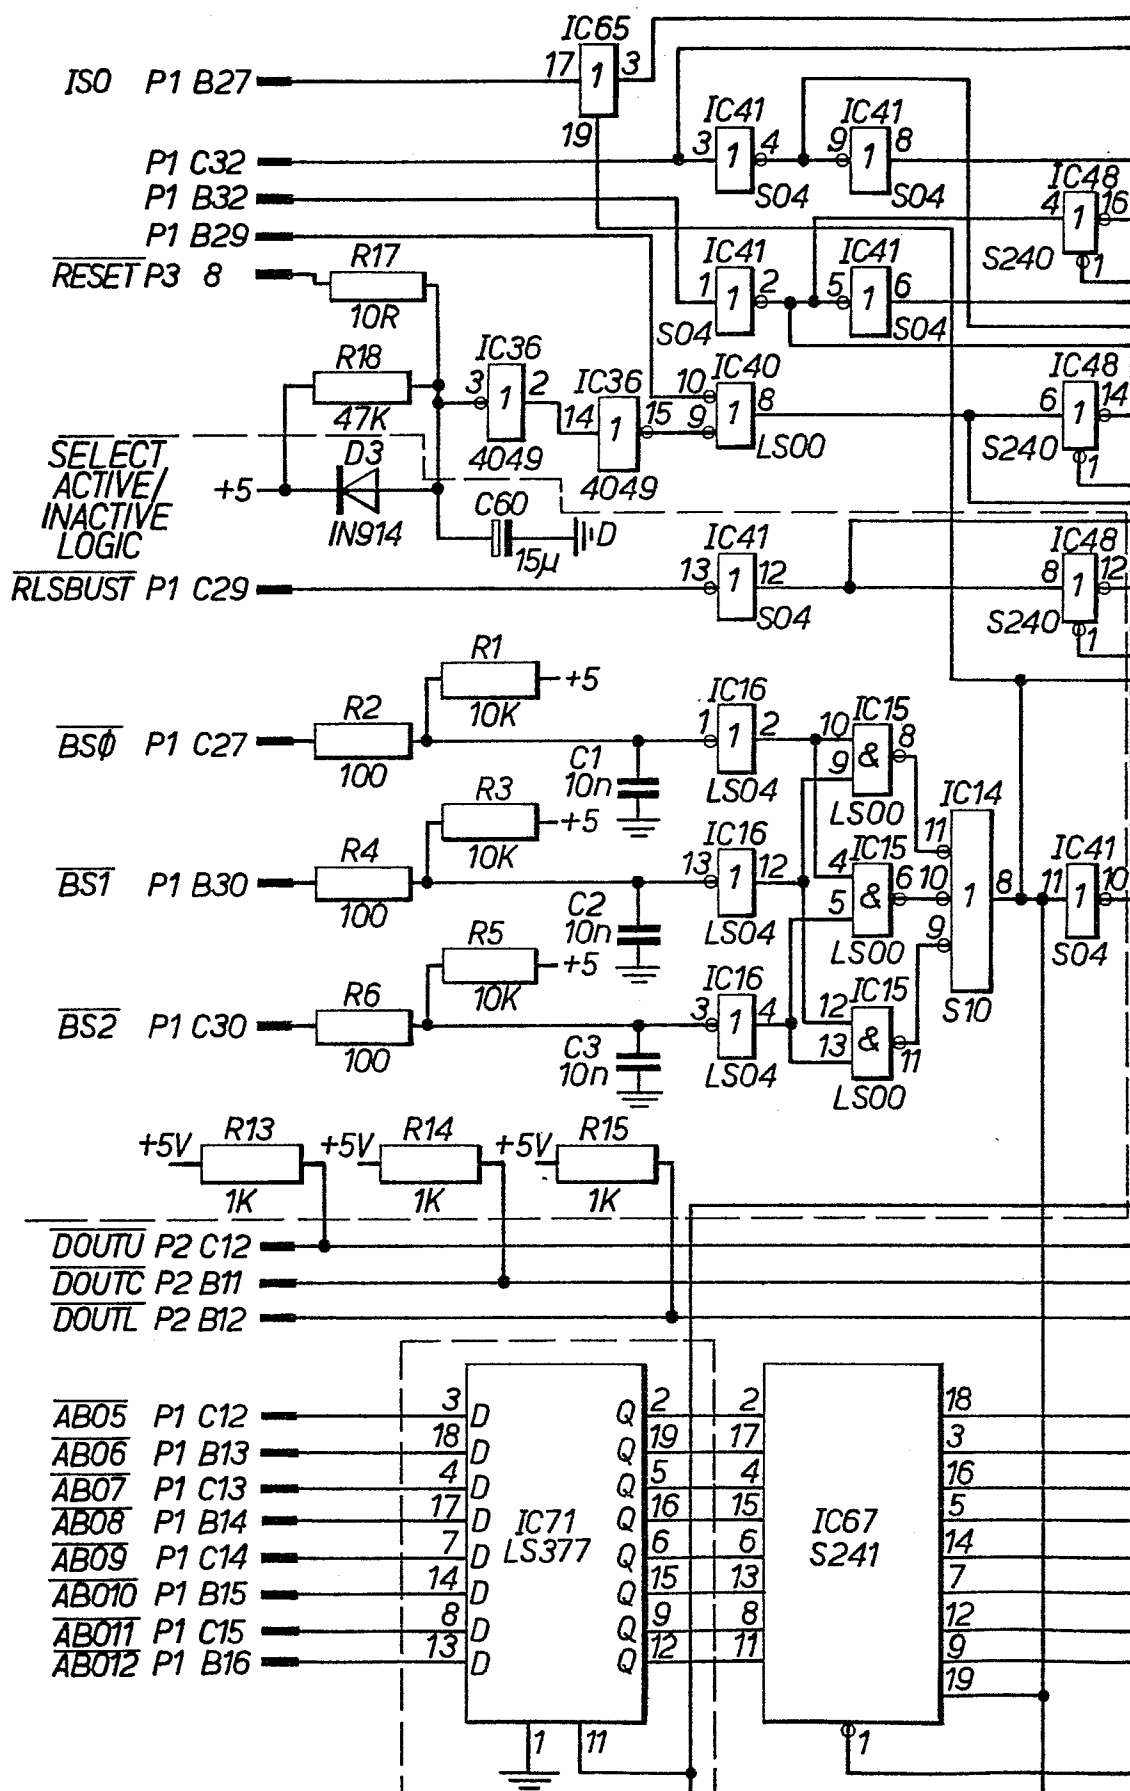 IC65
ISO P1 B27 17 1 3
19
IC41 IC41
P1 C32 3 1 4 9 1 8
S04 S04
IC48
P1 B32 4 1 16
P1 B29
S240 1
RESET P3 8 R17
10R
IC41 IC41
1 1 2 5 1 6
S04 S04
R18
47K
IC36 IC36 IC40 IC48
3 1 2 14 1 15 10 9 1 8 6 1 14
4049 4049 LS00 S240 1
SELECT
ACTIVE/
INACTIVE
LOGIC
+5 D3
IN914
C60
15µ D
IC41 IC48
RLSBUST P1 C29 13 1 12 8 1 12
S04 S240 1
R1
+5
10K
BSØ P1 C27 R2
100
C1
10n
IC16
1 1 2
LS04
IC15
10 9 & 8
LS00
R3
+5
10K
BS1 P1 B30 R4
100
C2
10n
IC16
13 1 12
LS04
IC15
4 5 & 6
LS00
IC14
11 10 9 1 8
S10
IC41
11 1 10
S04
R5
+5
10K
BS2 P1 C30 R6
100
C3
10n
IC16
3 1 4
LS04
IC15
12 13 & 11
LS00
+5V R13 +5V R14 +5V R15
1K 1K 1K
DOUTU P2 C12
DOUTC P2 B11
DOUTL P2 B12
AB05 P1 C12 3 D Q 2 2 18
AB06 P1 B13 18 D Q 19 17 3
AB07 P1 C13 4 D Q 5 4 16
AB08 P1 B14 17 D Q 16 15 5
IC71 IC67
LS377 S241
AB09 P1 C14 7 D Q 6 6 14
AB010 P1 B15 14 D Q 15 13 7
AB011 P1 C15 8 D Q 9 8 12
AB012 P1 B16 13 D Q 12 11 9
19
1 11 1